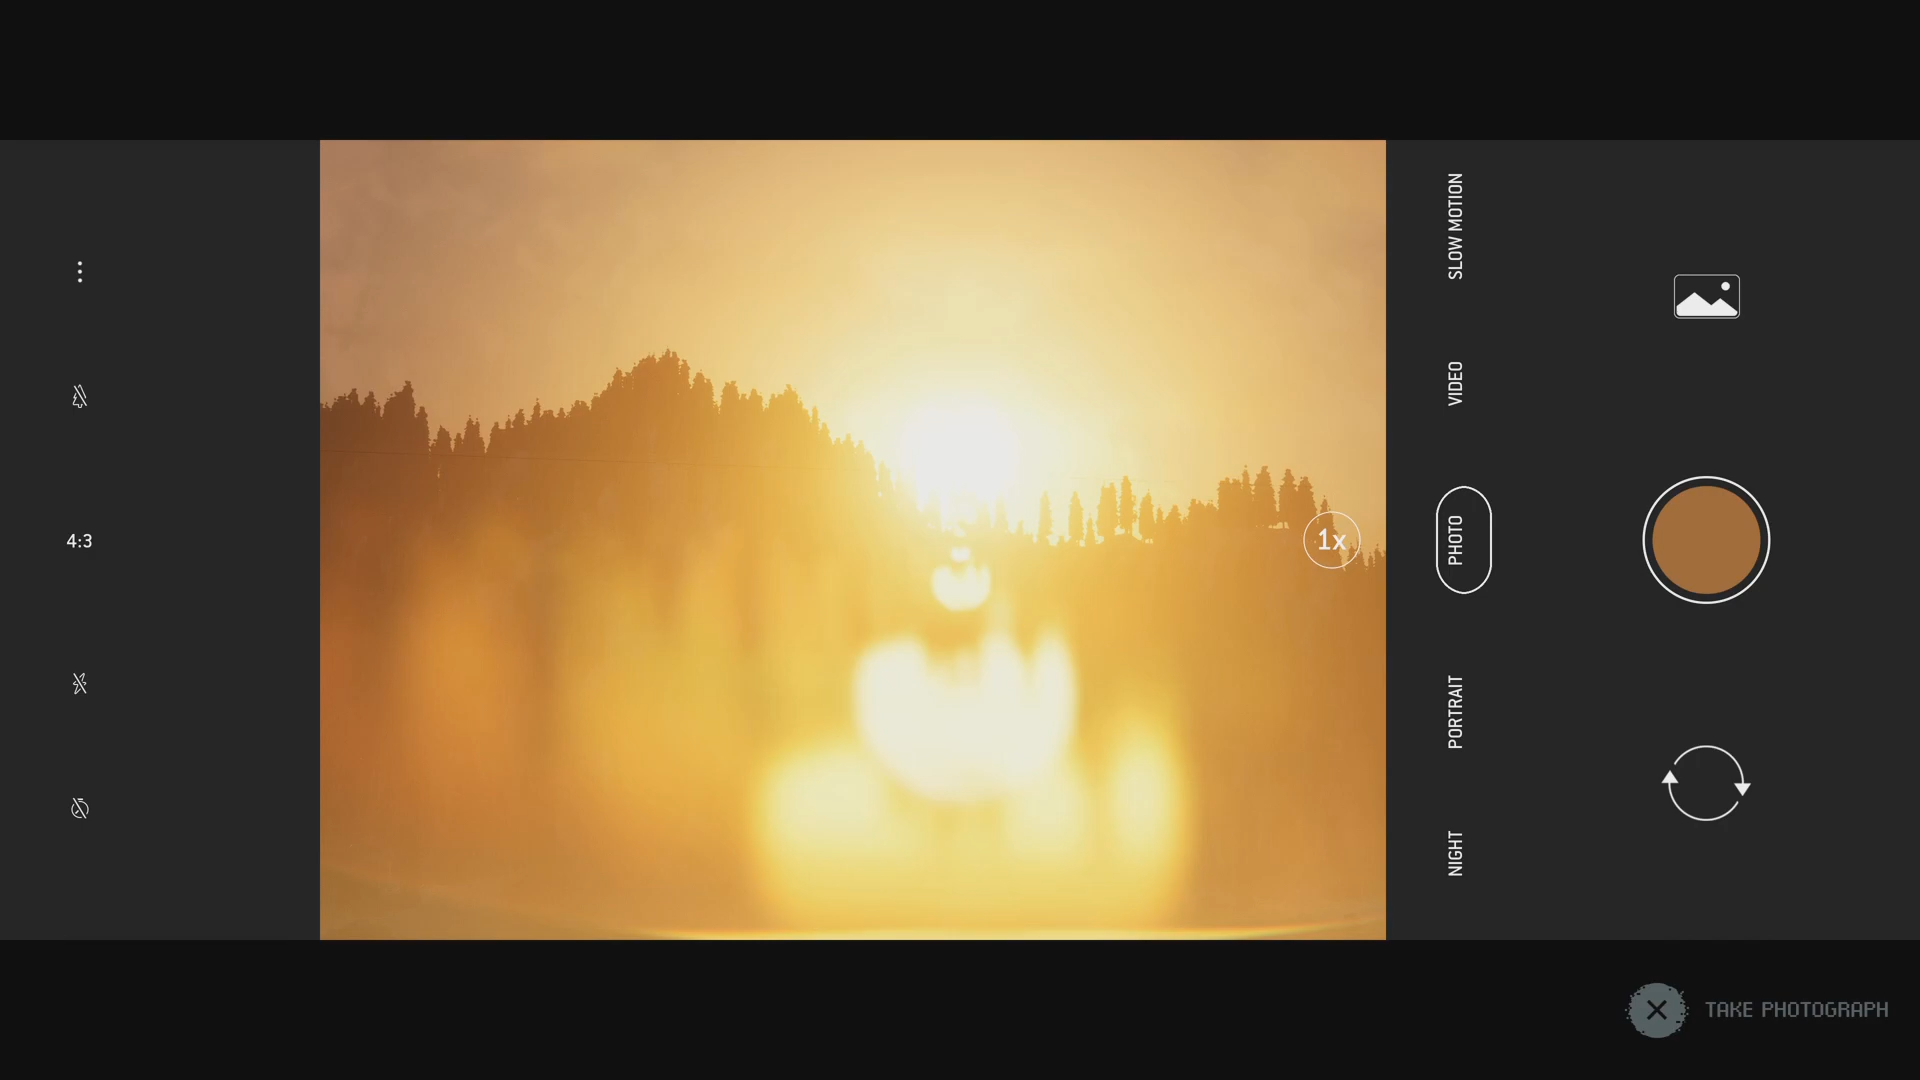 4:3
1x
SLOW MOTION
VIDEO
PHOTO
PORTRAIT
NIGHT
TAKE PHOTOGRAPH